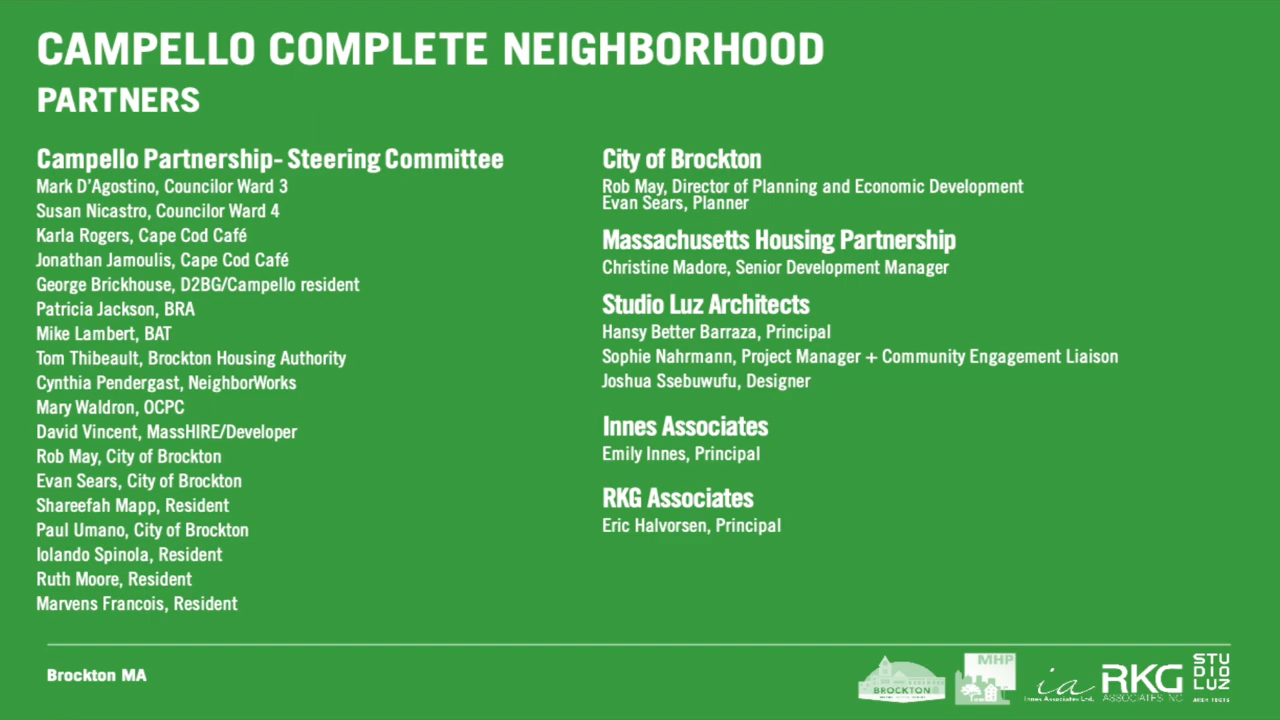 CAMPELLO COMPLETE NEIGHBORHOOD
PARTNERS
Campello Partnership- Steering Committee
Mark D'Agostino, Councilor Ward 3
Susan Nicastro, Councilor Ward 4
Karla Rogers, Cape Cod Café
Jonathan Jamoulis, Cape Cod Café
George Brickhouse, D2BG/Campello resident
Patricia Jackson, BRA
Mike Lambert, BAT
Tom Thibeault, Brockton Housing Authority
Cynthia Pendergast, NeighborWorks
Mary Waldron, OCPC
David Vincent, MassHIRE/Developer
Rob May, City of Brockton
Evan Sears, City of Brockton
Shareefah Mapp, Resident
Paul Umano, City of Brockton
Iolando Spinola, Resident
Ruth Moore, Resident
Marvens Francois, Resident
City of Brockton
Rob May, Director of Planning and Economic Development
Evan Sears, Planner
Massachusetts Housing Partnership
Christine Madore, Senior Development Manager
Studio Luz Architects
Hansy Better Barraza, Principal
Sophie Nahrmann, Project Manager + Community Engagement Liaison
Joshua Ssebuwufu, Designer
Innes Associates
Emily Innes, Principal
RKG Associates
Eric Halvorsen, Principal
Brockton MA
BROCKTON
MHP
ia
Innes Associates Ltd.
RKG
ASSOCIATES INC
STU
DIO
LUZ
ARCHITECTS